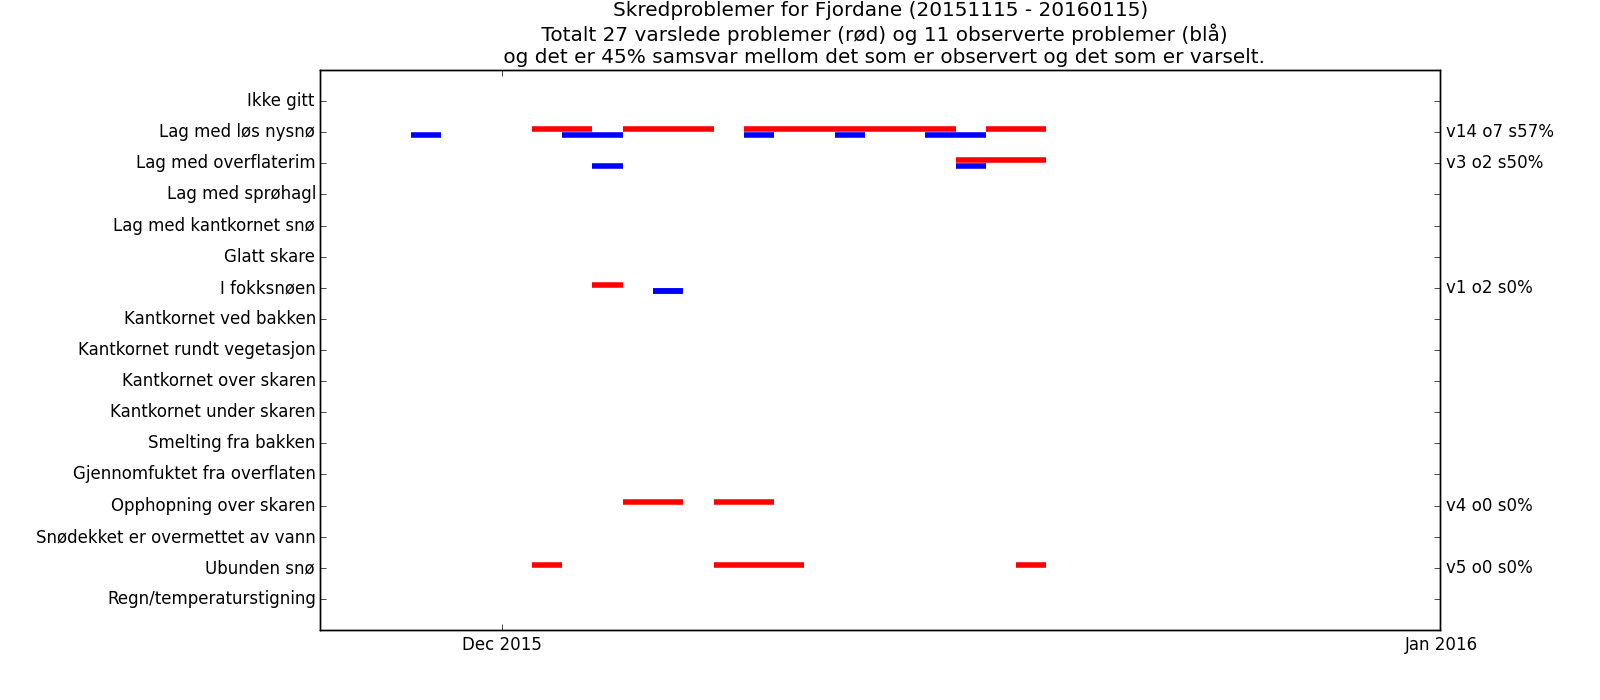 Skredproblemer for Fjordane (20151115 - 20160115)
Totalt 27 varslede problemer (rød) og 11 observerte problemer (blå)
og det er 45% samsvar mellom det som er observert og det som er varselt.
Ikke gitt
Lag med løs nysnø
v14 o7 s57%
Lag med overflaterim
v3 o2 s50%
Lag med sprøhagl
Lag med kantkornet snø
Glatt skare
I fokksnøen
v1 o2 s0%
Kantkornet ved bakken
Kantkornet rundt vegetasjon
Kantkornet over skaren
Kantkornet under skaren
Smelting fra bakken
Gjennomfuktet fra overflaten
Opphopning over skaren
v4 o0 s0%
Snødekket er overmettet av vann
Ubunden snø
v5 o0 s0%
Regn/temperaturstigning
Dec 2015
Jan 2016